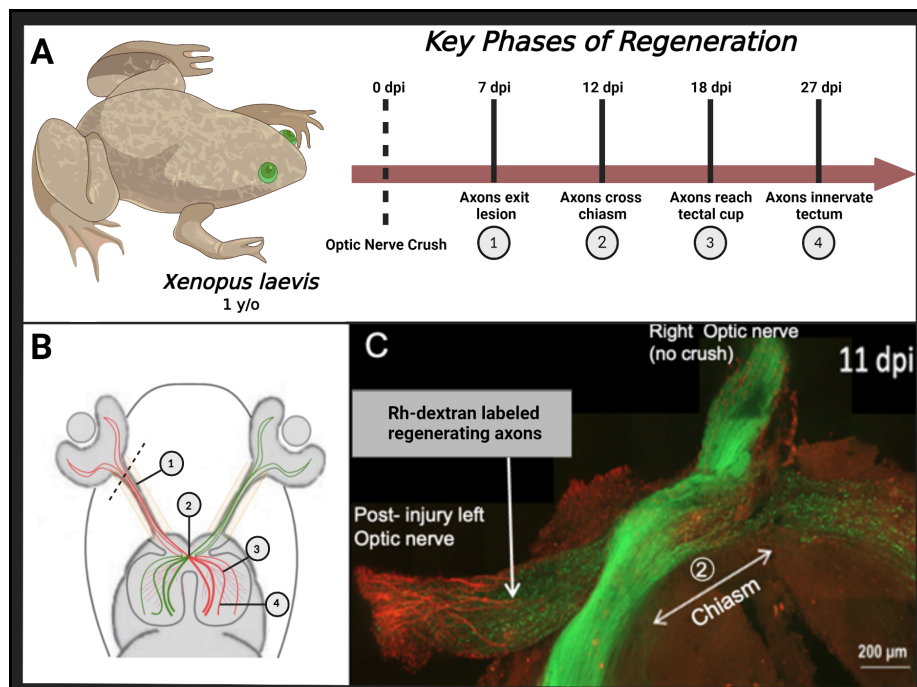 A
Key Phases of Regeneration
0 dpi
7 dpi
12 dpi
18 dpi
27 dpi
Optic Nerve Crush
Axons exit
lesion
1
Axons cross
chiasm
2
Axons reach
tectal cup
3
Axons innervate
tectum
4
Xenopus laevis
1 y/o
B
1
2
3
4
C
Right Optic nerve
(no crush)
11 dpi
Rh-dextran labeled
regenerating axons
Post- injury left
Optic nerve
2
Chiasm
200 µm